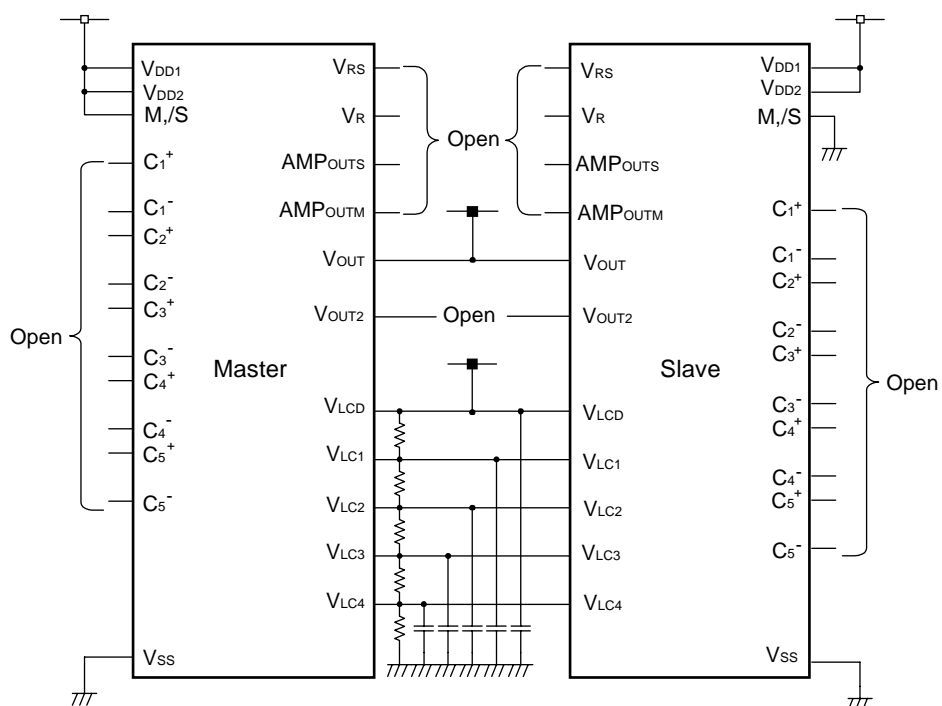 VDD1
VDD2
M,/S
C1+
C1-
C2+
C2-
C3+
C3-
C4+
C4-
C5+
C5-
Open
VSS
Master
VRS
VR
AMPOUTS
AMPOUTM
VOUT
VOUT2
VLCD
VLC1
VLC2
VLC3
VLC4
Open
Open
VRS
VR
AMPOUTS
AMPOUTM
VOUT
VOUT2
VLCD
VLC1
VLC2
VLC3
VLC4
Slave
VDD1
VDD2
M,/S
C1+
C1-
C2+
C2-
C3+
C3-
C4+
C4-
C5+
C5-
Open
VSS